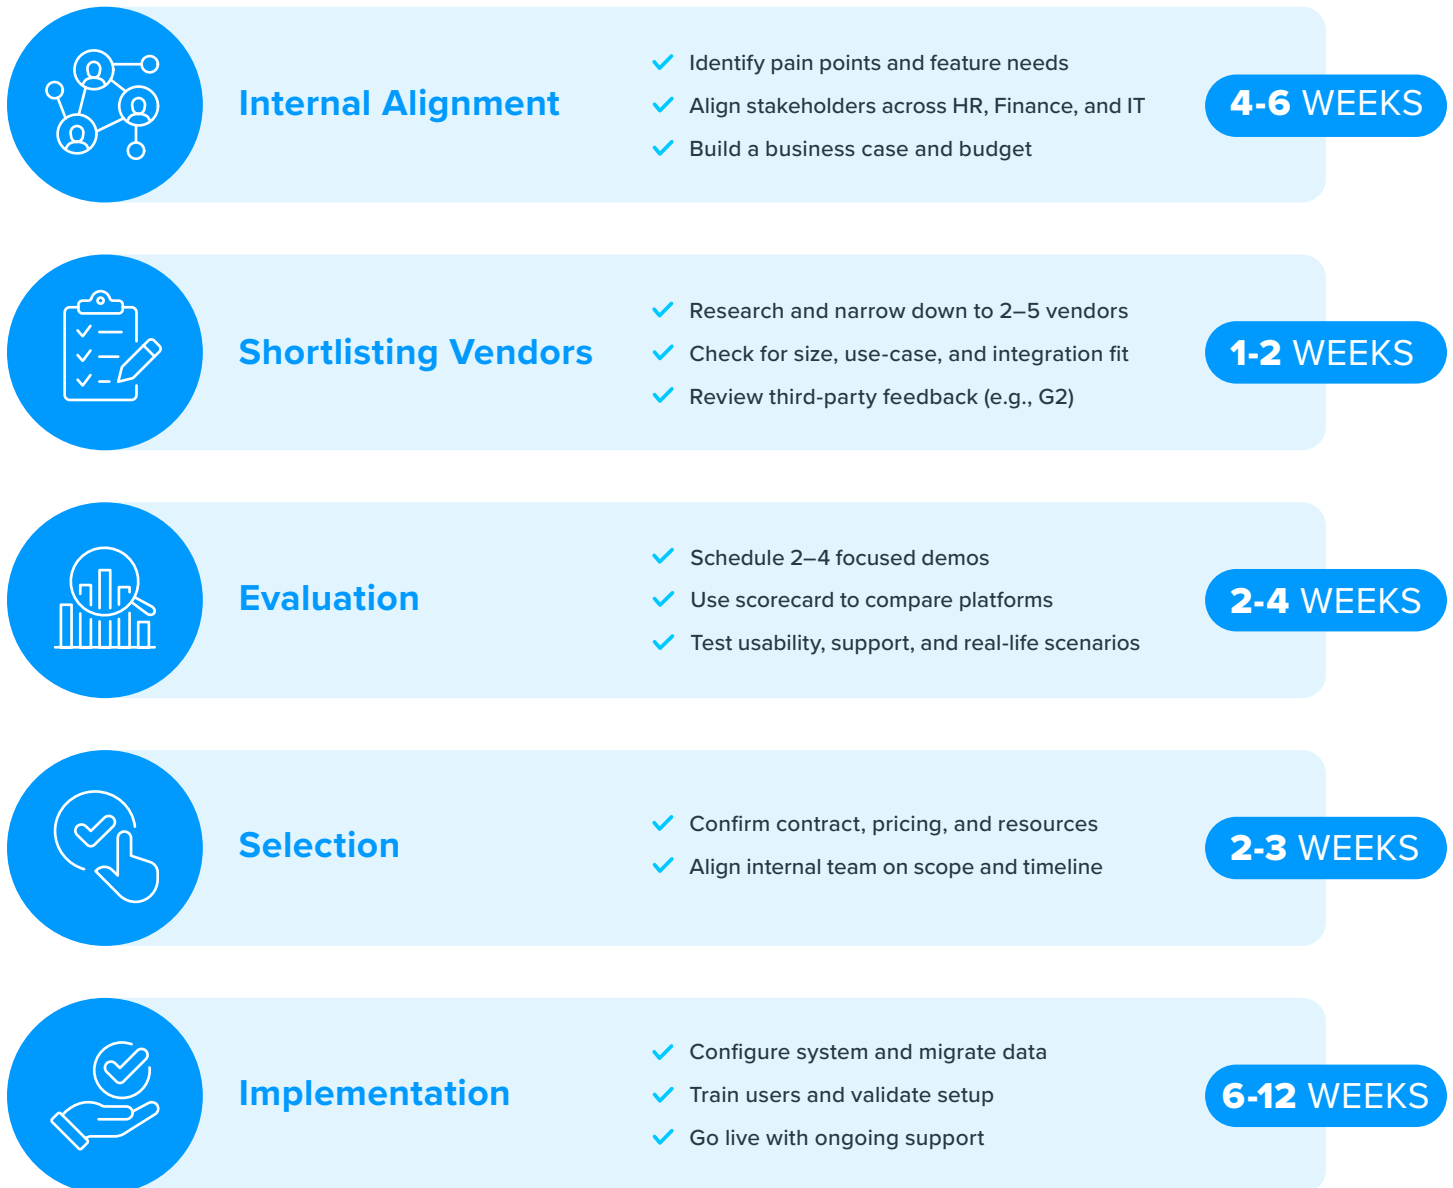 Internal Alignment
Identify pain points and feature needs
Align stakeholders across HR, Finance, and IT
Build a business case and budget
4-6 WEEKS
Shortlisting Vendors
Research and narrow down to 2–5 vendors
Check for size, use-case, and integration fit
Review third-party feedback (e.g., G2)
1-2 WEEKS
Evaluation
Schedule 2–4 focused demos
Use scorecard to compare platforms
Test usability, support, and real-life scenarios
2-4 WEEKS
Selection
Confirm contract, pricing, and resources
Align internal team on scope and timeline
2-3 WEEKS
Implementation
Configure system and migrate data
Train users and validate setup
Go live with ongoing support
6-12 WEEKS